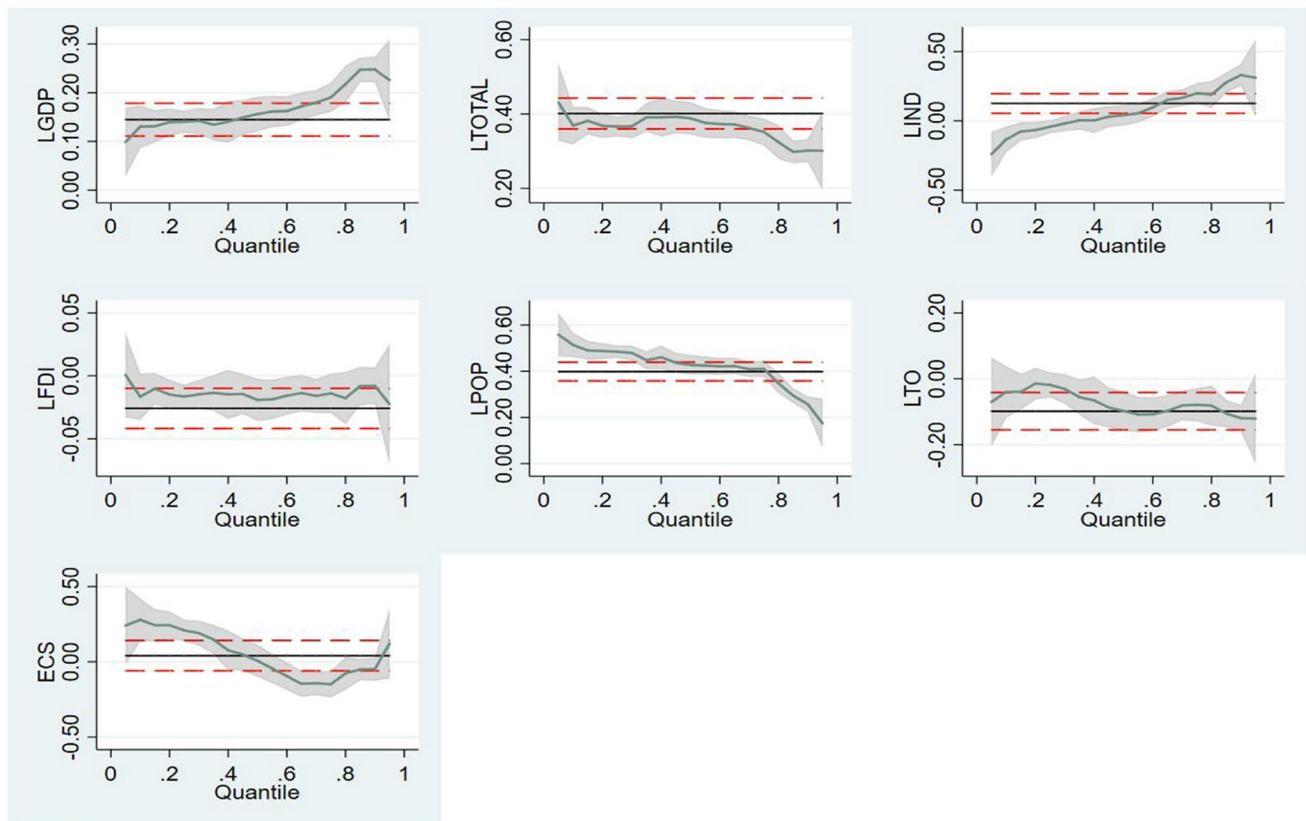 LGDP
0.00 0.10 0.20 0.30
0 .2 .4 .6 .8 1
Quantile
LTOTAL
0.20 0.40 0.60
0 .2 .4 .6 .8 1
Quantile
LIND
-0.50 0.00 0.50
0 .2 .4 .6 .8 1
Quantile
LFDI
-0.05 0.00 0.05
0 .2 .4 .6 .8 1
Quantile
LPOP
0.00 0.20 0.40 0.60
0 .2 .4 .6 .8 1
Quantile
LTO
-0.20 0.00 0.20
0 .2 .4 .6 .8 1
Quantile
ECS
-0.50 0.00 0.50
0 .2 .4 .6 .8 1
Quantile